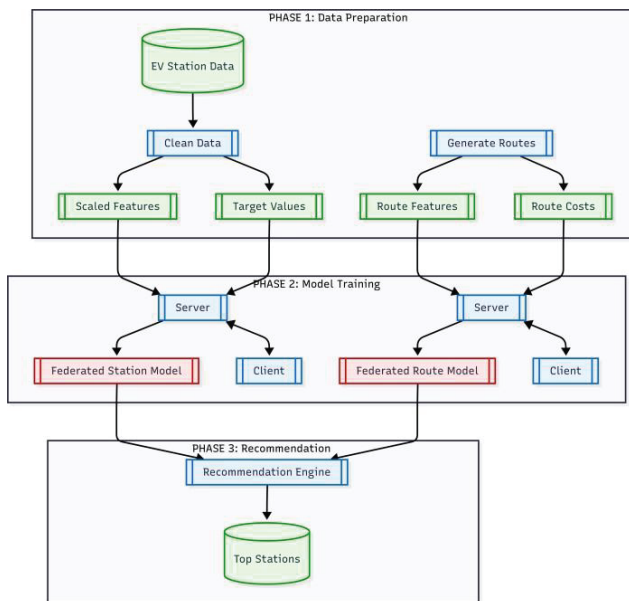 PHASE 1: Data Preparation
EV Station Data
Clean Data
Generate Routes
Scaled Features
Target Values
Route Features
Route Costs
PHASE 2: Model Training
Server
Server
Federated Station Model
Client
Federated Route Model
Client
PHASE 3: Recommendation
Recommendation Engine
Top Stations